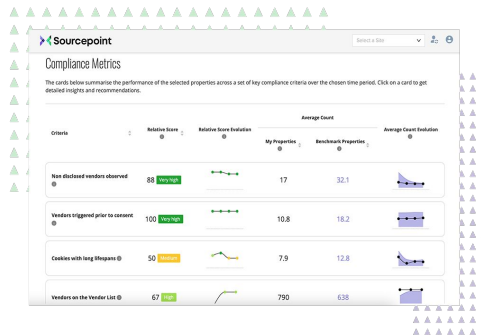 Sourcepoint
Select a Site
Compliance Metrics
The cards below summarise the performance of the selected properties across a set of key compliance criteria over the chosen time period. Click on a card to get
detailed insights and recommendations.
Average Count
Criteria
Relative Score
Relative Score Evolution
My Properties
Benchmark Properties
Average Count Evolution
Non disclosed vendors observed
88 Very high
17
32.1
Vendors triggered prior to consent
100 Very high
10.8
18.2
Cookies with long lifespans
50 Medium
7.9
12.8
Vendors on the Vendor List
67 High
790
638